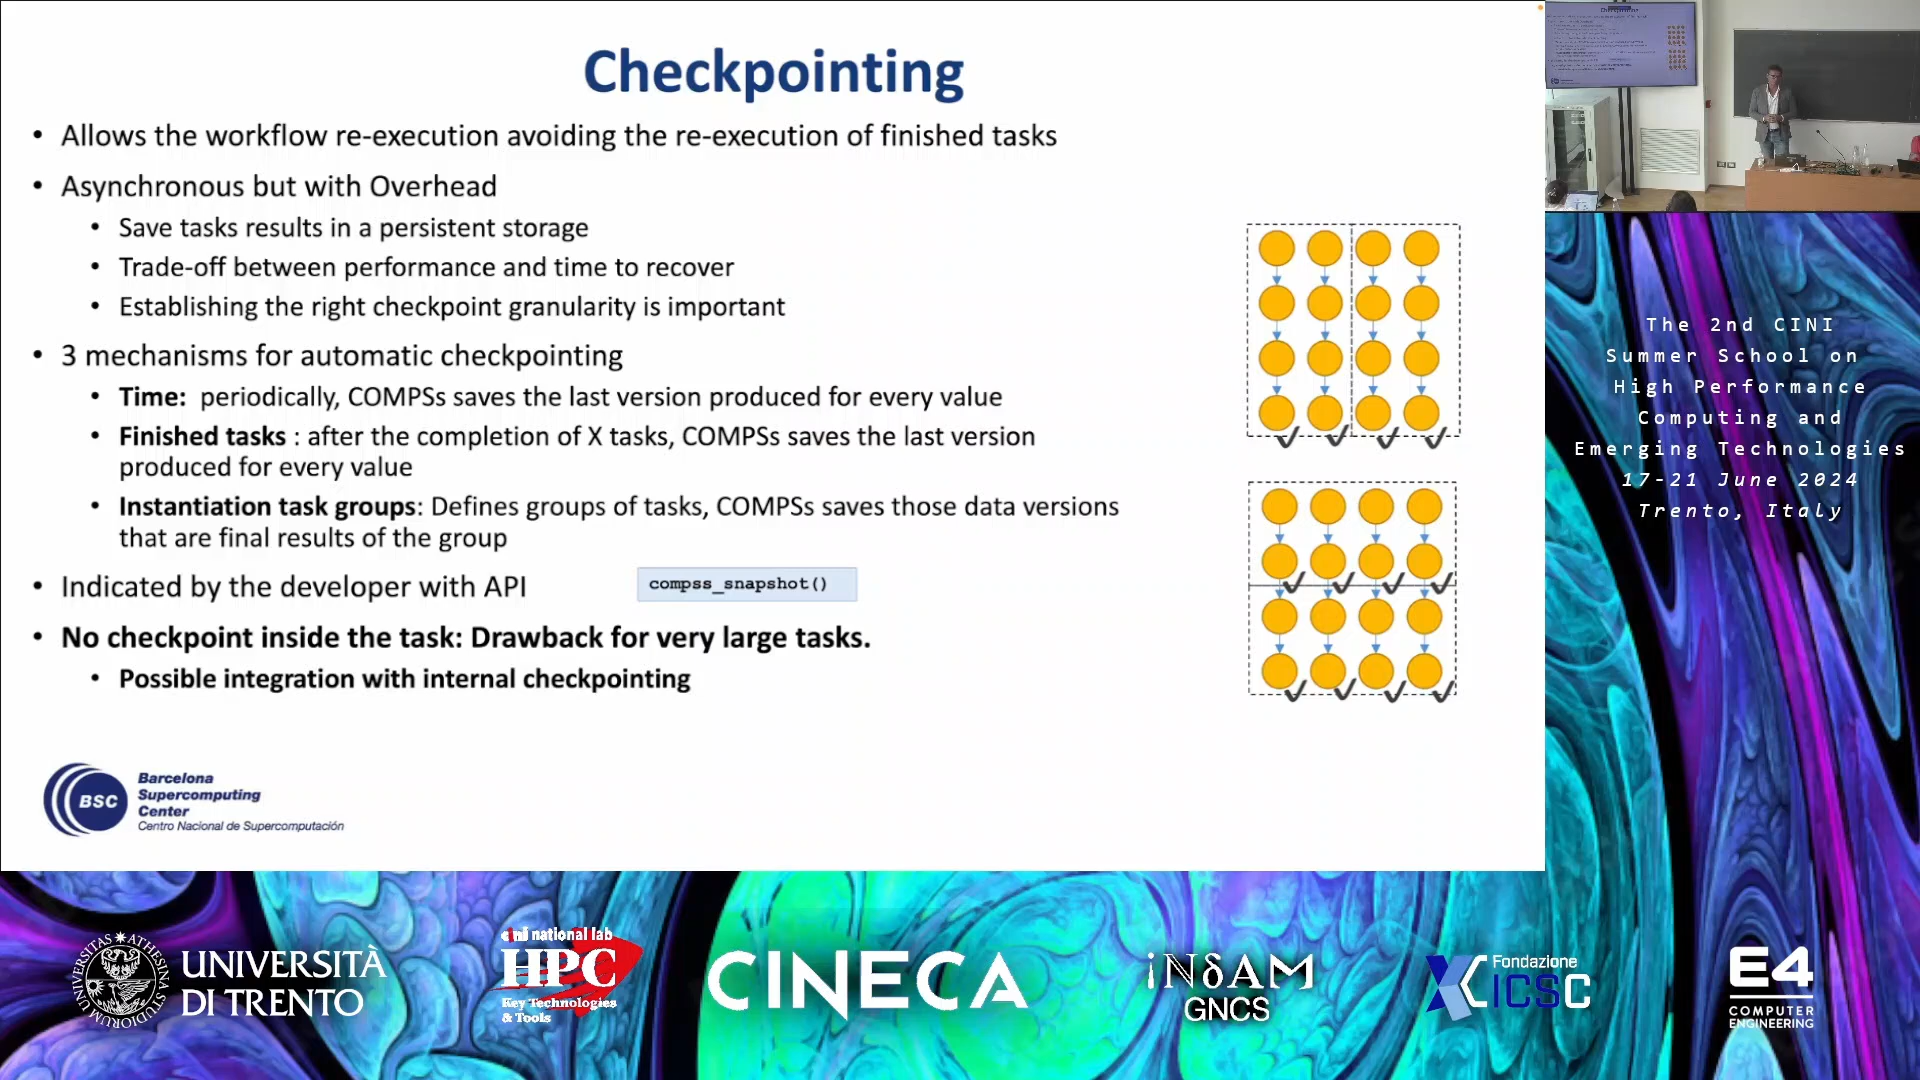 Checkpointing
• Allows the workflow re-execution avoiding the re-execution of finished tasks
• Asynchronous but with Overhead
• Save tasks results in a persistent storage
• Trade-off between performance and time to recover
• Establishing the right checkpoint granularity is important
• 3 mechanisms for automatic checkpointing
• Time: periodically, COMPSs saves the last version produced for every value
• Finished tasks : after the completion of X tasks, COMPSs saves the last version
produced for every value
• Instantiation task groups: Defines groups of tasks, COMPSs saves those data versions
that are final results of the group
• Indicated by the developer with API
compss_snapshot()
• No checkpoint inside the task: Drawback for very large tasks.
• Possible integration with internal checkpointing
BSC
Barcelona
Supercomputing
Center
Centro Nacional de Supercomputación
The 2nd CINI
Summer School on
High Performance
Computing and
Emerging Technologies
17-21 June 2024
Trento, Italy
UNIVERSITÀ
DI TRENTO
cini national lab
HPC
Key Technologies
& Tools
CINECA
iNδAM
GNCS
Fondazione
ICSC
E4
COMPUTER
ENGINEERING